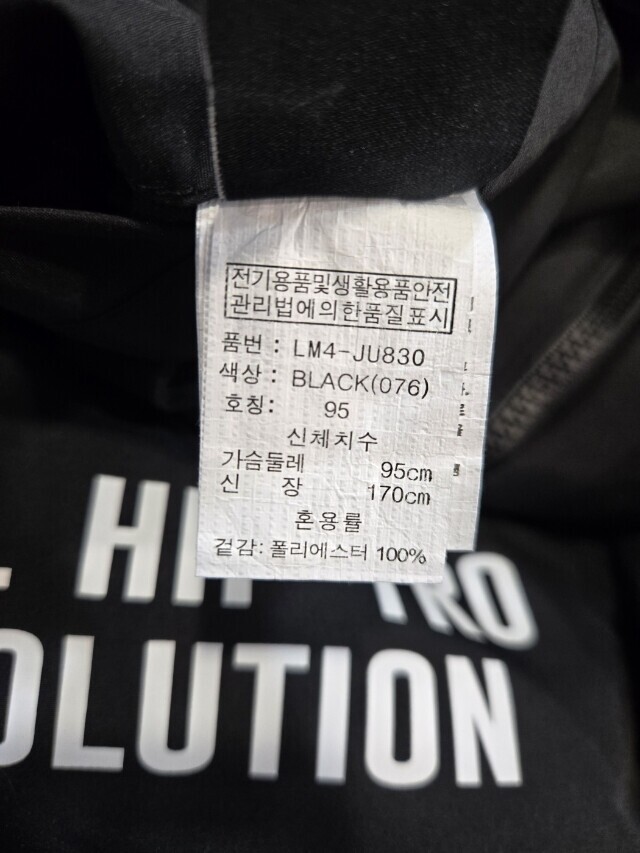 전기용품및생활용품안전
관리법에의한품질표시
품번 : LM4-JU830
색상 : BLACK(076)
호칭: 95
신체치수
가슴둘레 95cm
신 장 170cm
혼용률
겉감: 폴리에스터 100%
OLUTION